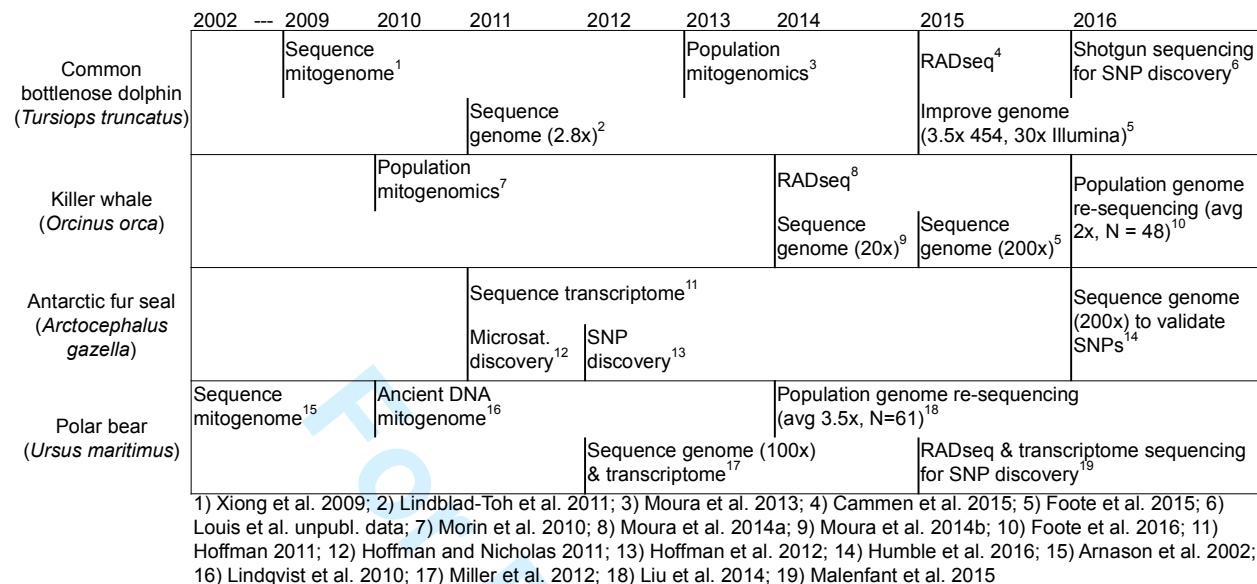 2002 --- 2009 2010 2011 2012 2013 2014 2015 2016
Common
bottlenose dolphin
(Tursiops truncatus)
Sequence
mitogenome1
Population
mitogenomics3
RADseq4
Shotgun sequencing
for SNP discovery6
Sequence
genome (2.8x)2
Improve genome
(3.5x 454, 30x Illumina)5
Killer whale
(Orcinus orca)
Population
mitogenomics7
RADseq8
Population genome
re-sequencing (avg
2x, N = 48)10
Sequence
genome (20x)9
Sequence
genome (200x)5
Antarctic fur seal
(Arctocephalus
gazella)
Sequence transcriptome11
Sequence genome
(200x) to validate
SNPs14
Microsat.
discovery12
SNP
discovery13
Polar bear
(Ursus maritimus)
Sequence
mitogenome15
Ancient DNA
mitogenome16
Population genome re-sequencing
(avg 3.5x, N=61)18
Sequence genome (100x)
& transcriptome17
RADseq & transcriptome sequencing
for SNP discovery19
1) Xiong et al. 2009; 2) Lindblad-Toh et al. 2011; 3) Moura et al. 2013; 4) Cammen et al. 2015; 5) Foote et al. 2015; 6)
Louis et al. unpubl. data; 7) Morin et al. 2010; 8) Moura et al. 2014a; 9) Moura et al. 2014b; 10) Foote et al. 2016; 11)
Hoffman 2011; 12) Hoffman and Nicholas 2011; 13) Hoffman et al. 2012; 14) Humble et al. 2016; 15) Arnason et al. 2002;
16) Lindqvist et al. 2010; 17) Miller et al. 2012; 18) Liu et al. 2014; 19) Malenfant et al. 2015
For